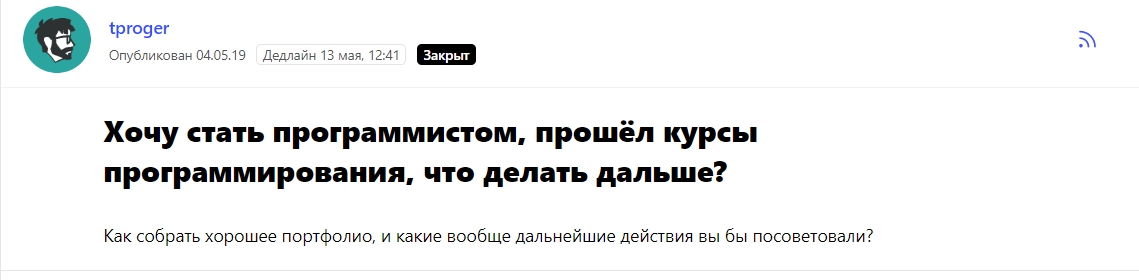 tproger
Опубликован 04.05.19 Дедлайн 13 мая, 12:41 Закрыт
Хочу стать программистом, прошёл курсы
программирования, что делать дальше?
Как собрать хорошее портфолио, и какие вообще дальнейшие действия вы бы посоветовали?